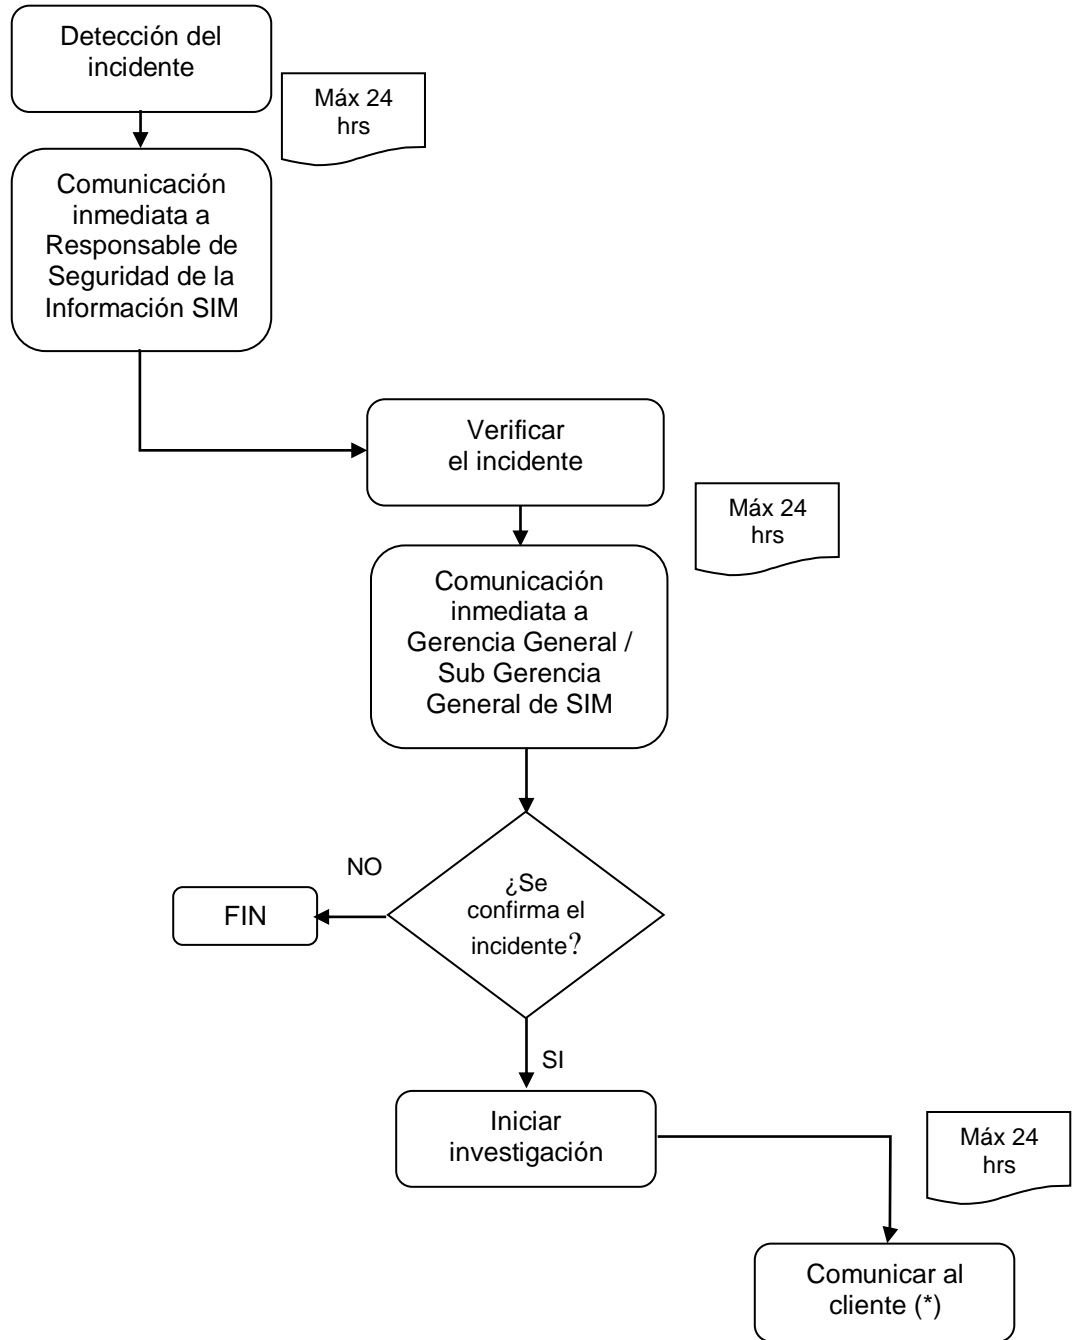 Detección del
incidente
Máx 24
hrs
Comunicación
inmediata a
Responsable de
Seguridad de la
Información SIM
Verificar
el incidente
Máx 24
hrs
Comunicación
inmediata a
Gerencia General /
Sub Gerencia
General de SIM
NO
¿Se
confirma el
incidente?
FIN
SI
Iniciar
investigación
Máx 24
hrs
Comunicar al
cliente (*)